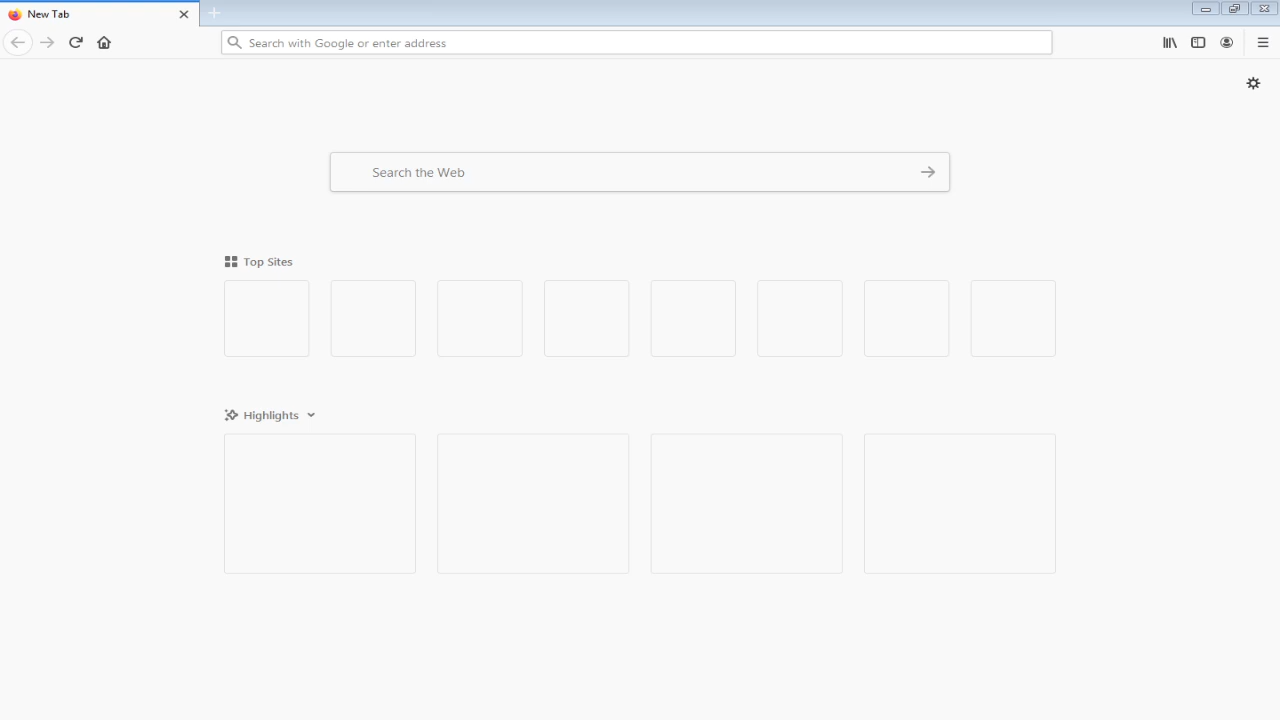 New Tab
Search with Google or enter address
Search the Web
Top Sites
Highlights